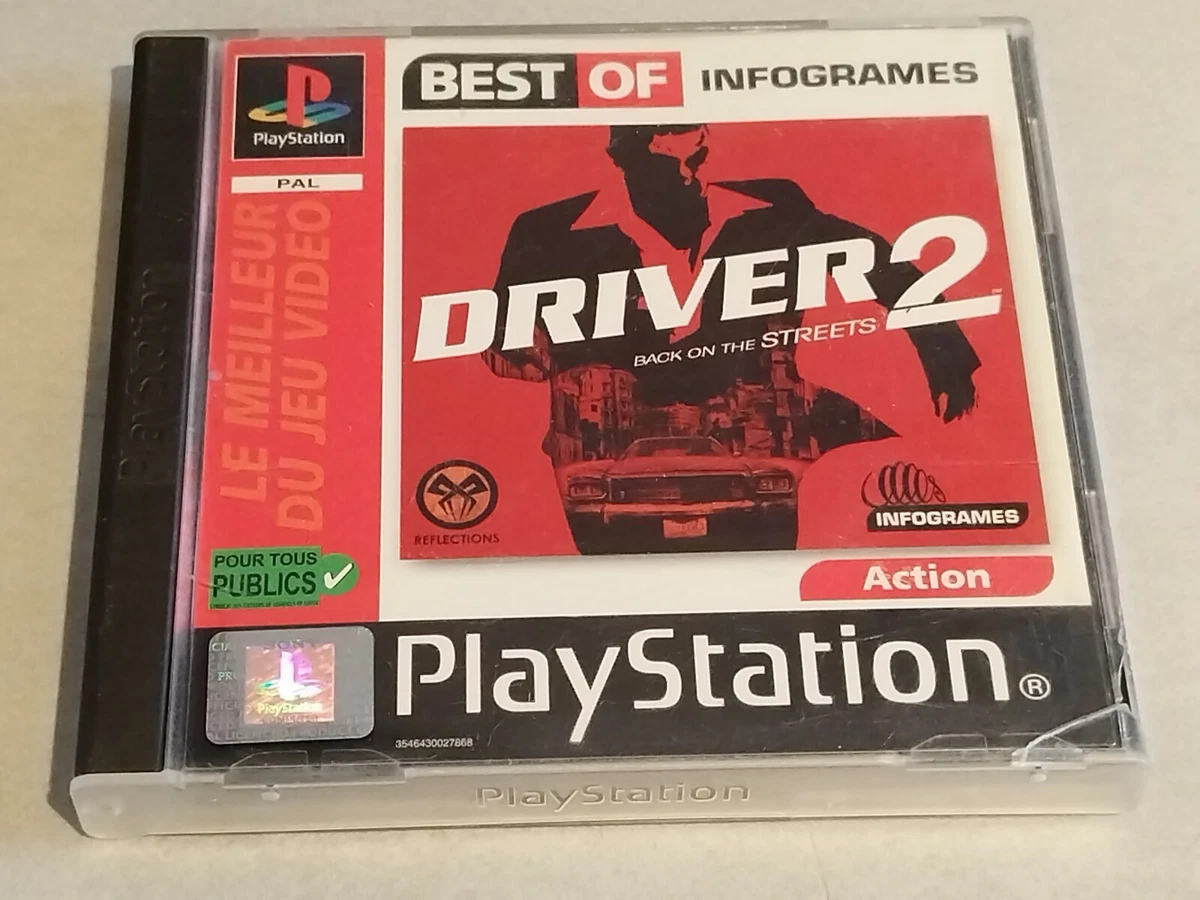 PlayStation
PAL
LE MEILLEUR
DU JEU VIDEO
POUR TOUS
PUBLICS
BEST OF INFOGRAMES
DRIVER 2
BACK ON THE STREETS
REFLECTIONS
INFOGRAMES
Action
SONY
PlayStation
PlayStation®
3546430027868
PlayStation
PlayStation